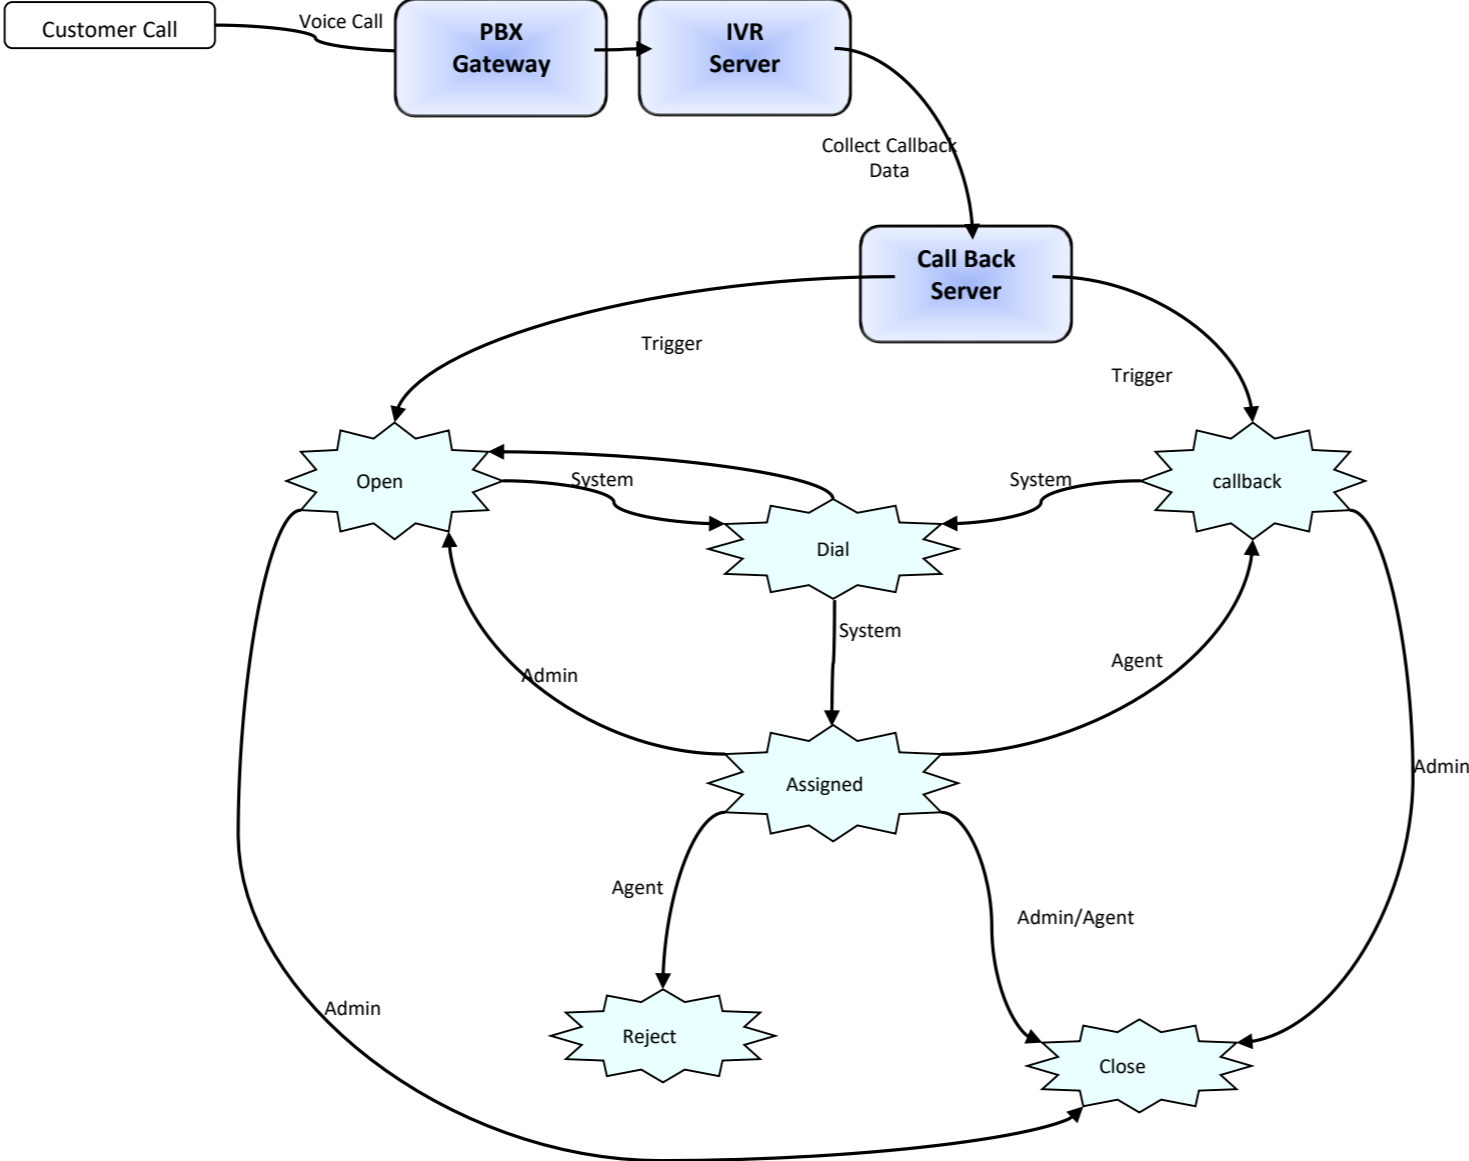 Customer Call
Voice Call
PBX
Gateway
IVR
Server
Collect Callback
Data
Call Back
Server
Trigger
Trigger
Open
System
System
callback
Dial
System
Admin
Agent
Assigned
Admin
Agent
Admin/Agent
Admin
Reject
Close